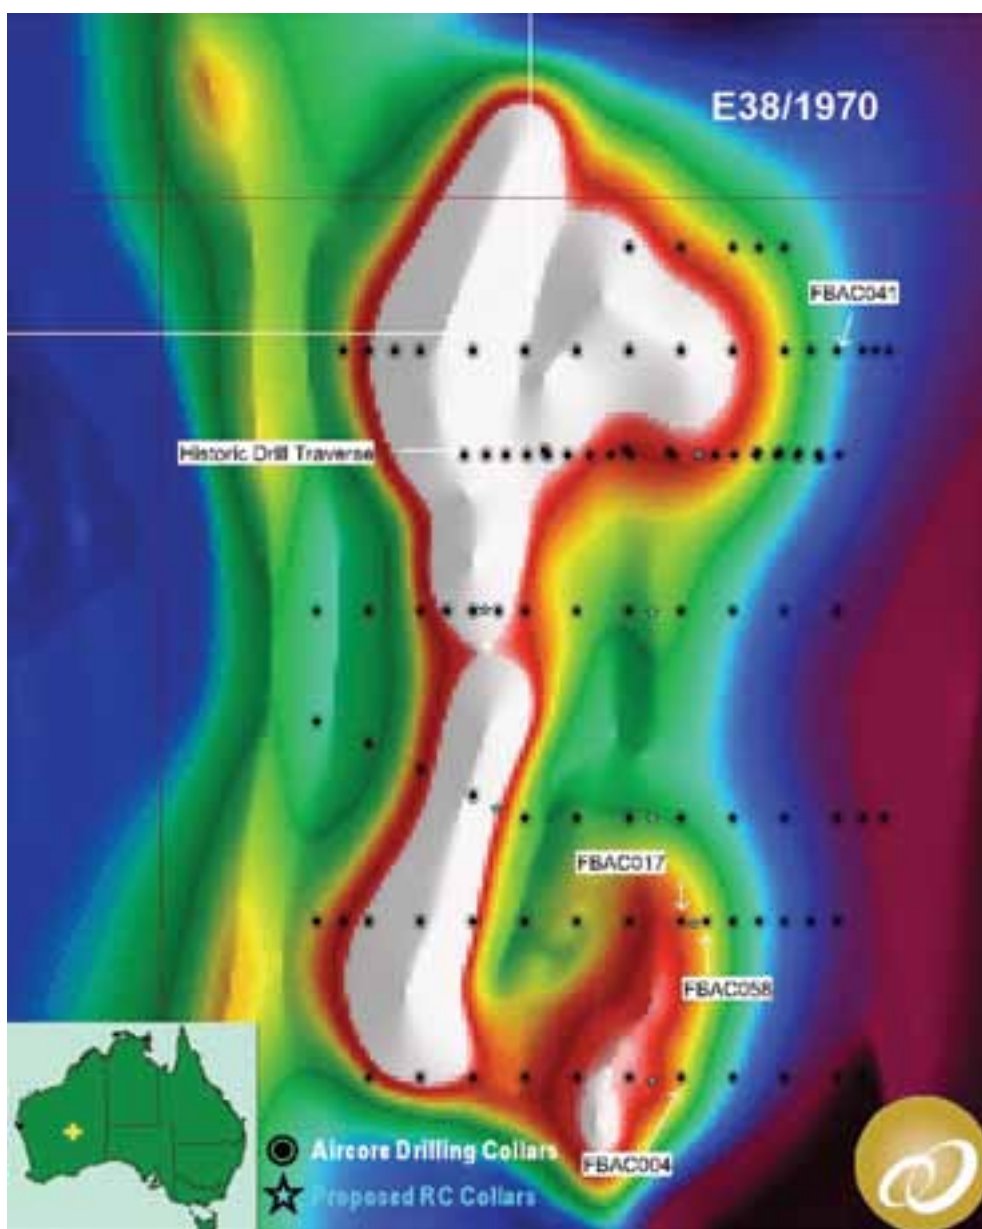 E38/1970
FBAC041
Historic Drill Traverse
FBAC017
FBAC058
FBAC004
Aircore Drilling Collars
Proposed RC Collars